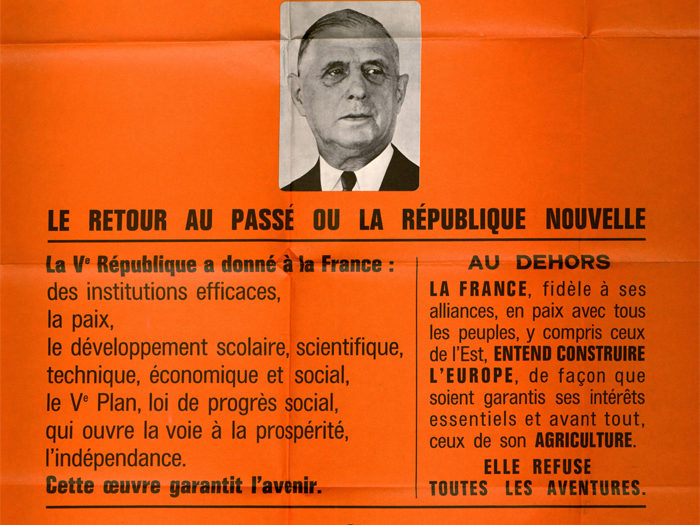 LE RETOUR AU PASSÉ OU LA RÉPUBLIQUE NOUVELLE
La Vᵉ République a donné à la France :
des institutions efficaces,
la paix,
le développement scolaire, scientifique,
technique, économique et social,
le Vᵉ Plan, loi de progrès social,
qui ouvre la voie à la prospérité,
l'indépendance.
Cette œuvre garantit l'avenir.
AU DEHORS
LA FRANCE, fidèle à ses
alliances, en paix avec tous
les peuples, y compris ceux
de l'Est, ENTEND CONSTRUIRE
L'EUROPE, de façon que
soient garantis ses intérêts
essentiels et avant tout,
ceux de son AGRICULTURE.
ELLE REFUSE
TOUTES LES AVENTURES.